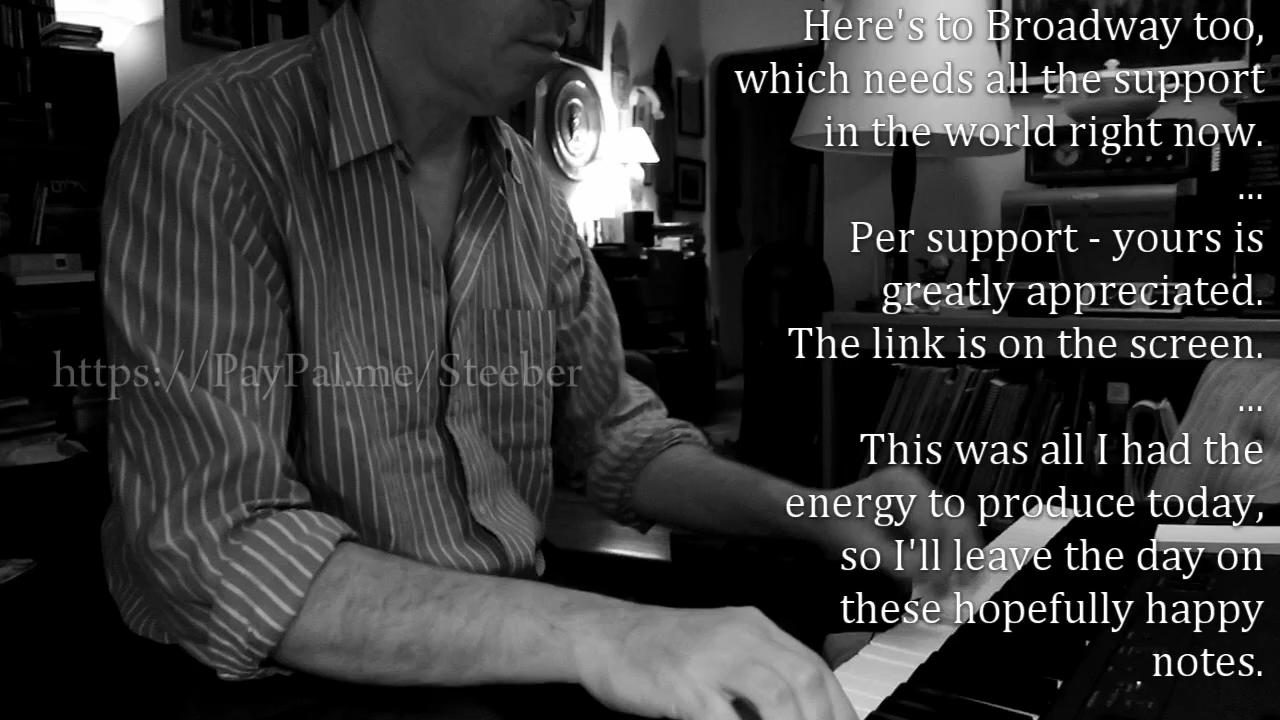 Here's to Broadway too,
which needs all the support
in the world right now.
...
Per support - yours is
greatly appreciated.
The link is on the screen.
...
https://PayPal.me/Steeber
This was all I had the
energy to produce today,
so I'll leave the day on
these hopefully happy
notes.